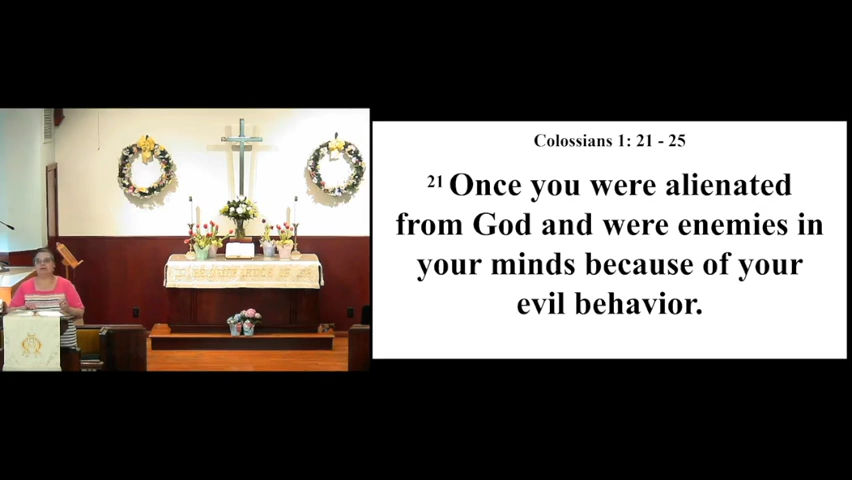 Colossians 1: 21 - 25
21 Once you were alienated
from God and were enemies in
your minds because of your
evil behavior.